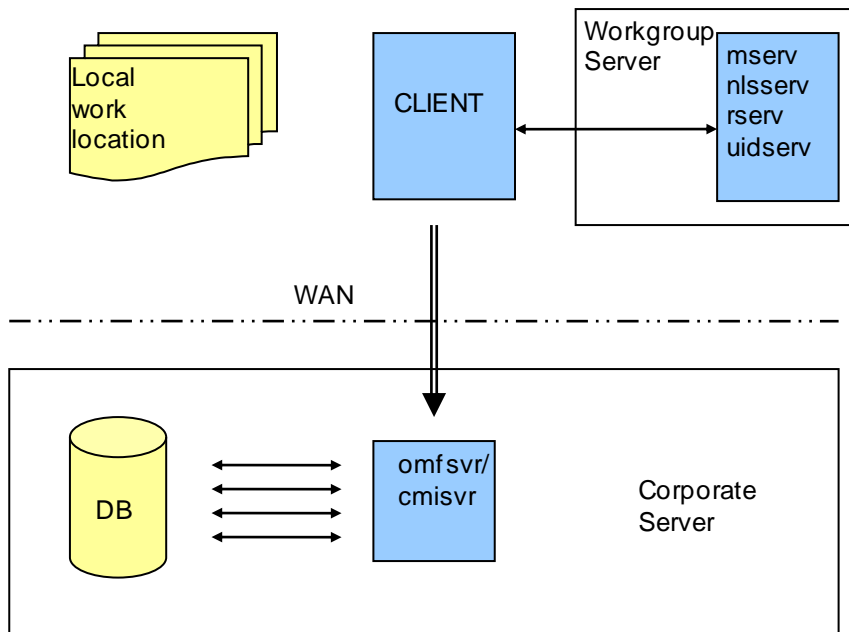 Local
work
location
CLIENT
Workgroup
Server
mserv
nlsserv
rserv
uidserv
WAN
DB
omfsvr/
cmisvr
Corporate
Server